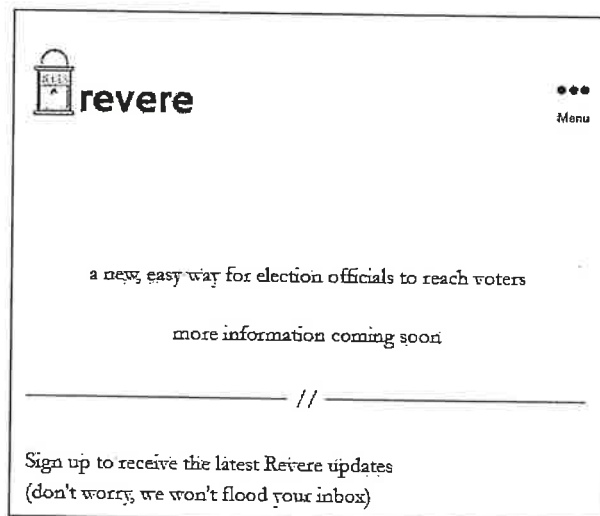 revere
Menu
a new, easy way for election officials to reach voters
more information coming soon
//
Sign up to receive the latest Revere updates
(don't worry, we won't flood your inbox)